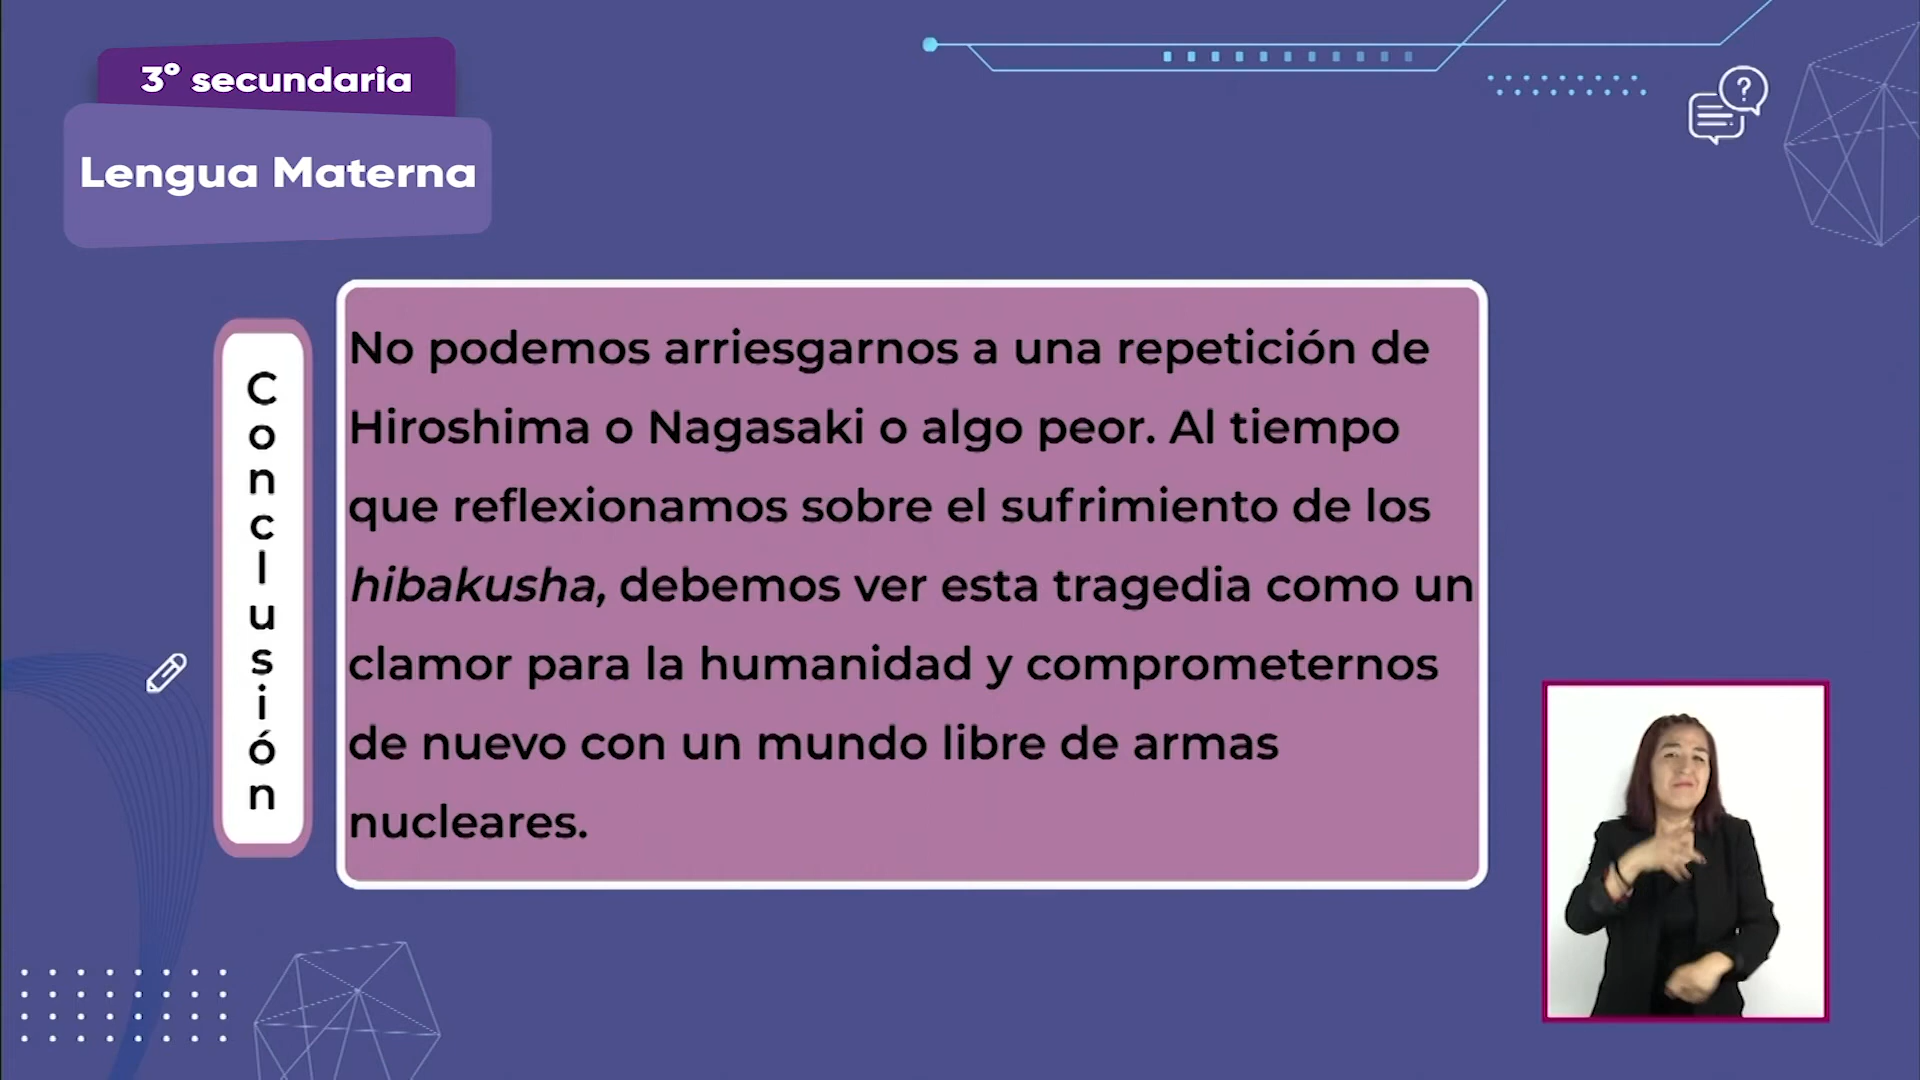 3º secundaria
Lengua Materna
Conclusión
No podemos arriesgarnos a una repetición de
Hiroshima o Nagasaki o algo peor. Al tiempo
que reflexionamos sobre el sufrimiento de los
hibakusha, debemos ver esta tragedia como un
clamor para la humanidad y comprometernos
de nuevo con un mundo libre de armas
nucleares.
?